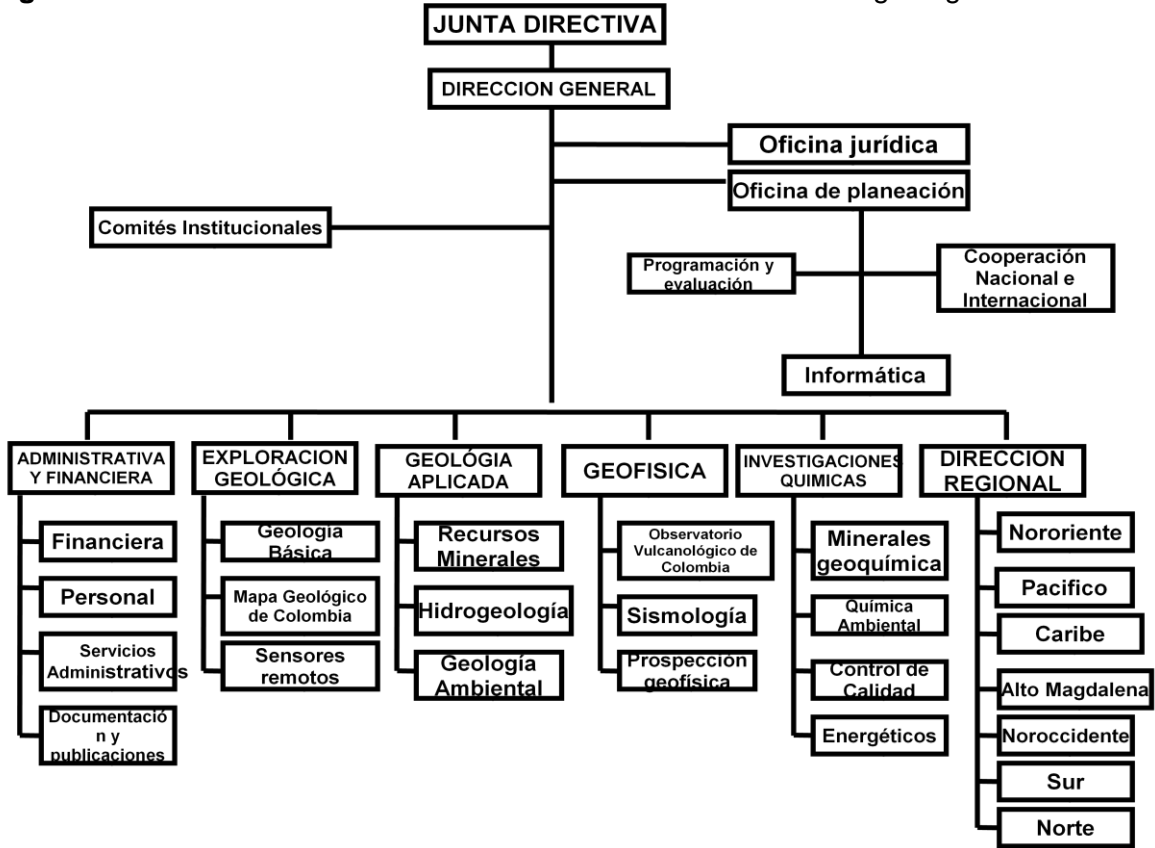 JUNTA DIRECTIVA
DIRECCION GENERAL
Oficina jurídica
Oficina de planeación
Comités Institucionales
Programación y
evaluación
Cooperación
Nacional e
Internacional
Informática
ADMINISTRATIVA
Y FINANCIERA
Financiera
Personal
Servicios
Administrativos
Documentació
n y
publicaciones
EXPLORACION
GEOLÓGICA
Geología
Básica
Mapa Geológico
de Colombia
Sensores
remotos
GEOLÓGIA
APLICADA
Recursos
Minerales
Hidrogeología
Geología
Ambiental
GEOFISICA
Observatorio
Vulcanológico de
Colombia
Sismología
Prospección
geofísica
INVESTIGACIONES
QUIMICAS
Minerales
geoquímica
Química
Ambiental
Control de
Calidad
Energéticos
DIRECCION
REGIONAL
Nororiente
Pacifico
Caribe
Alto Magdalena
Noroccidente
Sur
Norte